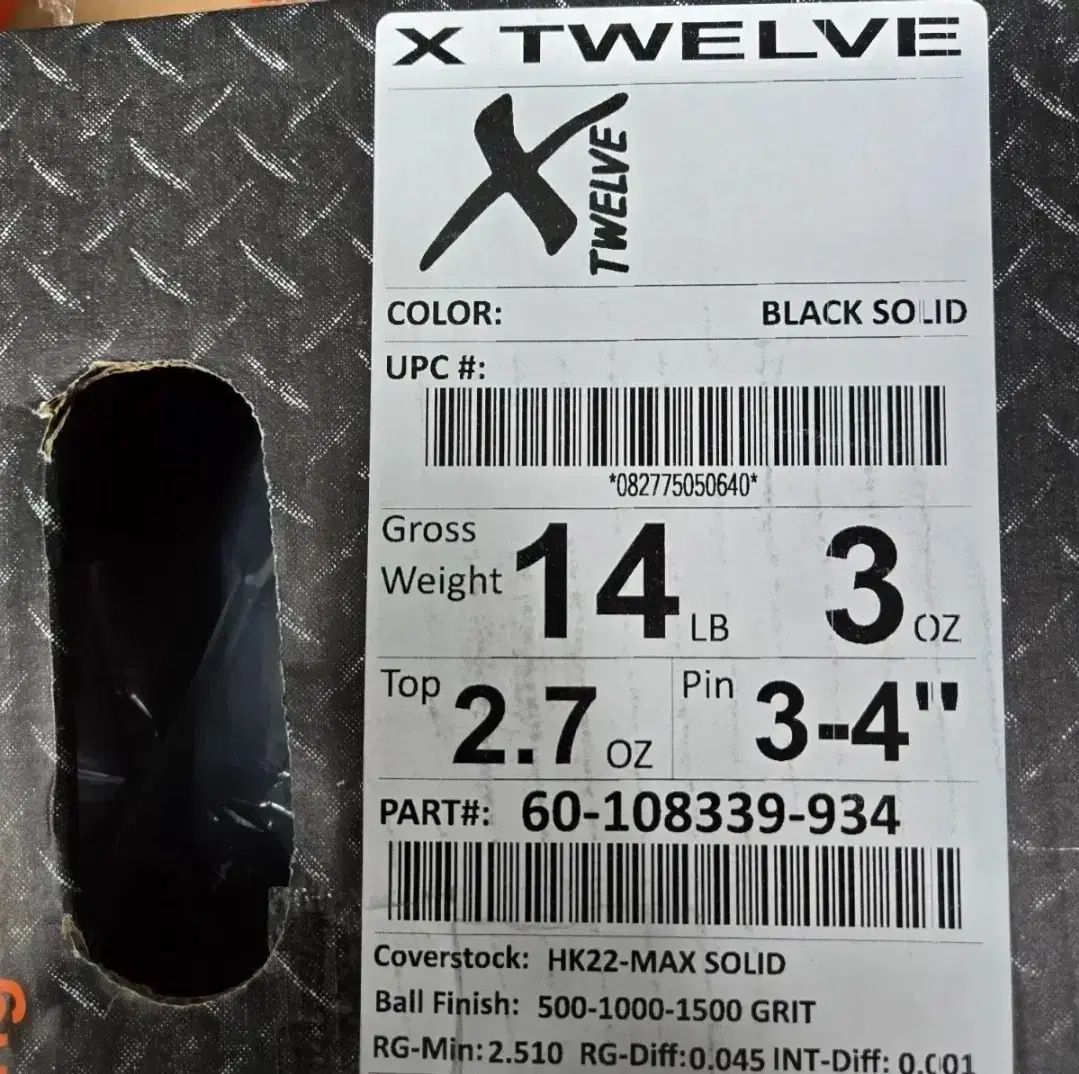 X TWELVE
X
TWELVE
COLOR: BLACK SOLID
UPC #:
*082775050640*
Gross Weight 14 LB 3 OZ
Top 2.7 OZ Pin 3-4"
PART#: 60-108339-934
Coverstock: HK22-MAX SOLID
Ball Finish: 500-1000-1500 GRIT
RG-Min: 2.510 RG-Diff: 0.045 INT-Diff: 0.001